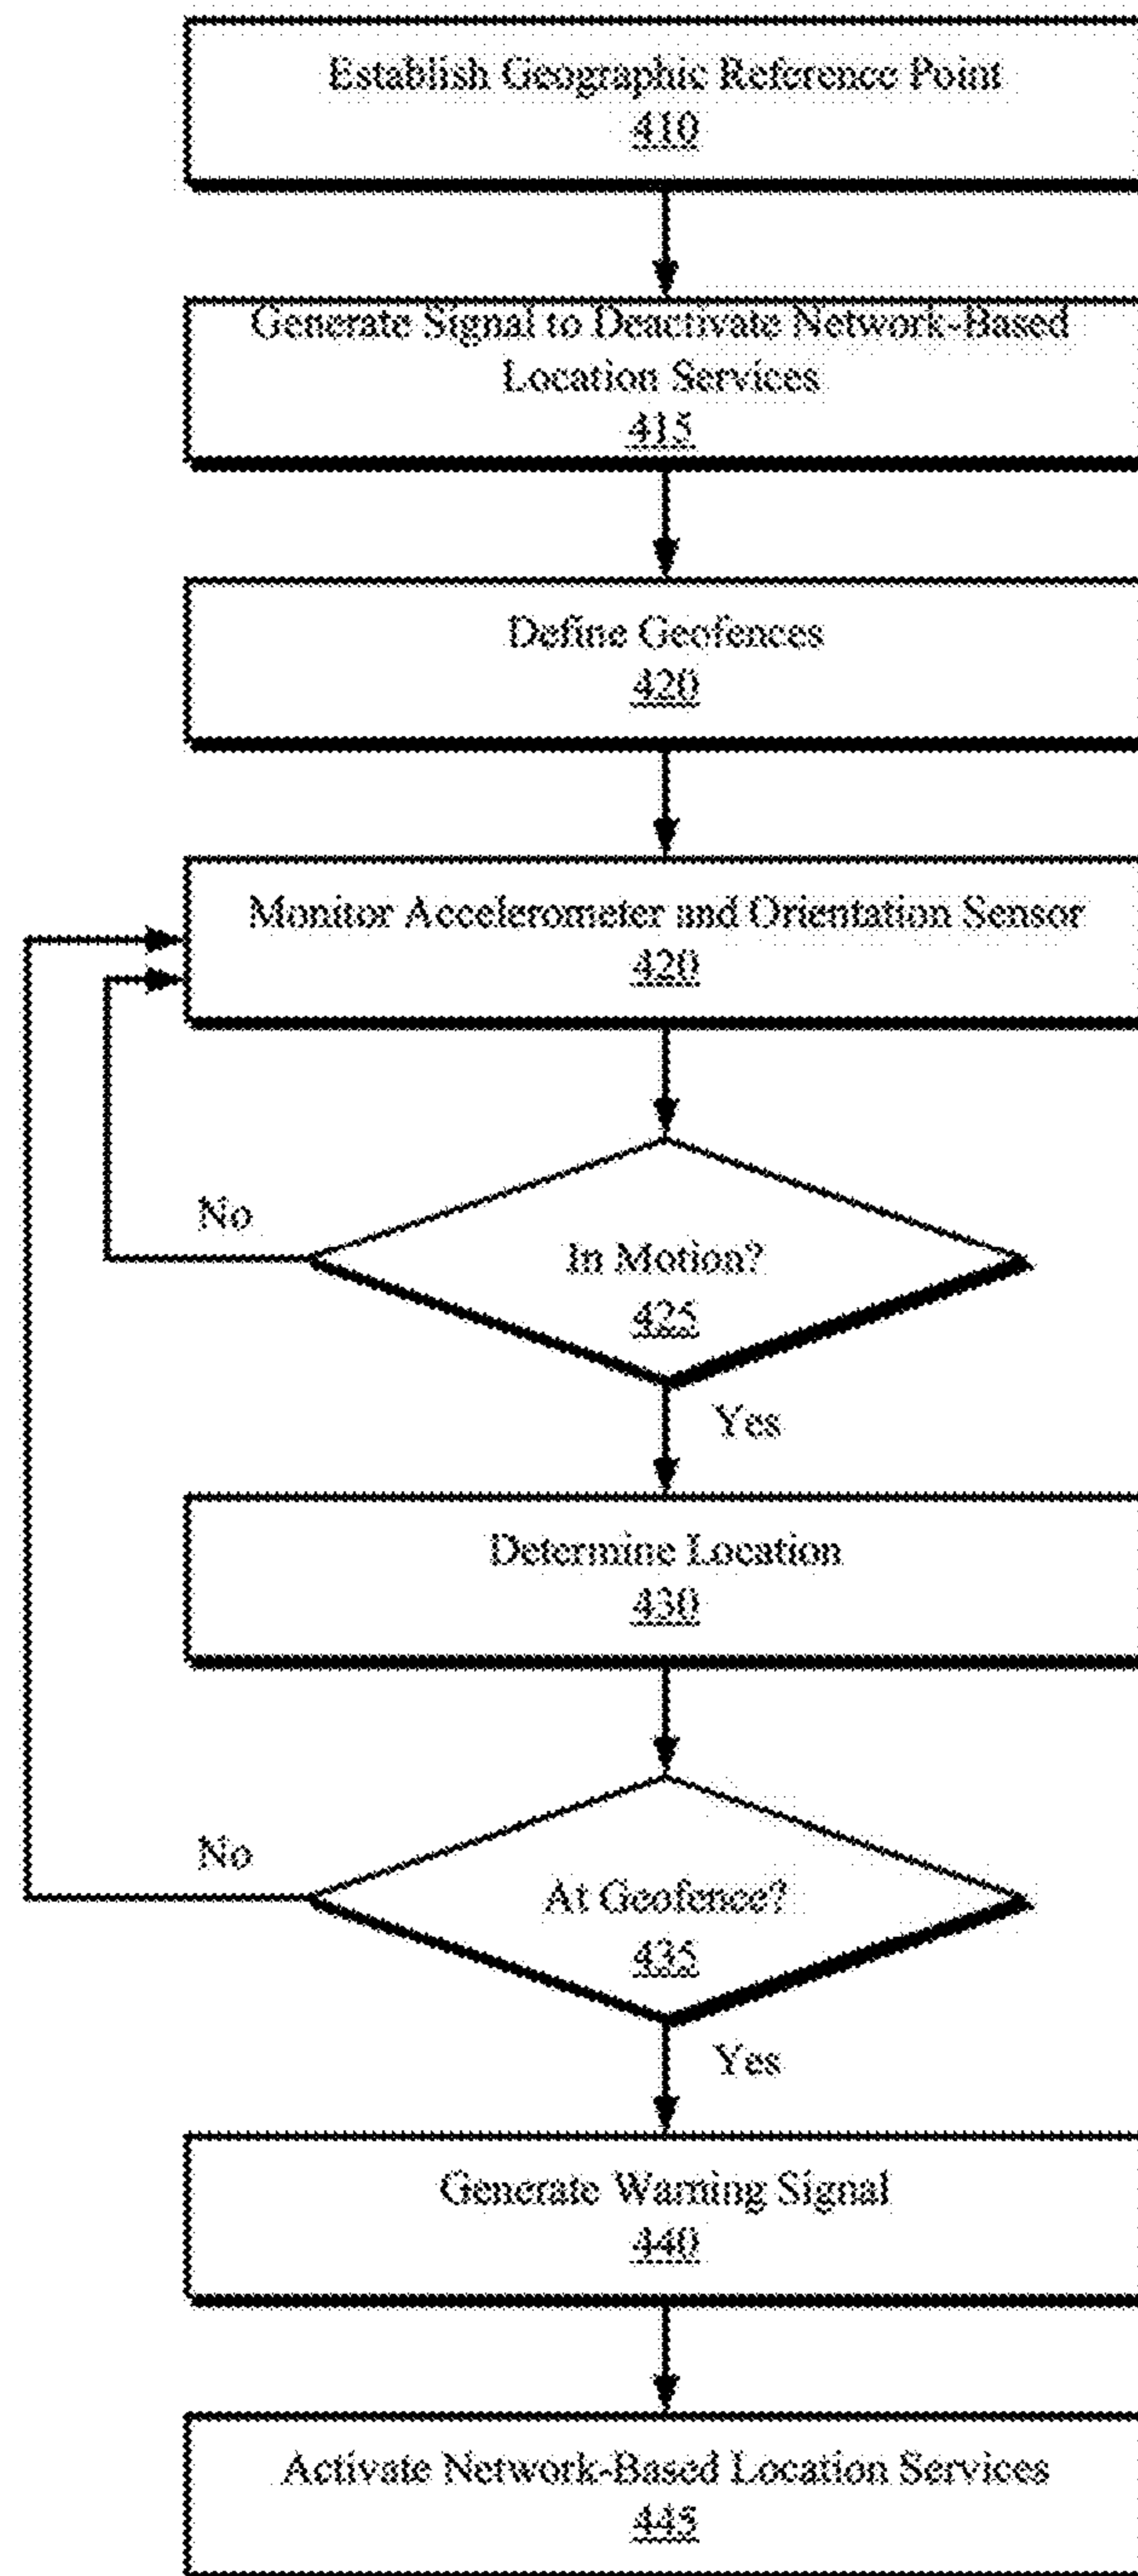 Establish Geographic Reference Point
410
Generate Signal to Deactivate Network-Based
Location Services
415
Define Geofences
420
Monitor Accelerometer and Orientation Sensor
420
No
In Motion?
425
Yes
Determine Location
430
No
At Geofence?
435
Yes
Generate Warning Signal
440
Activate Network-Based Location Services
445